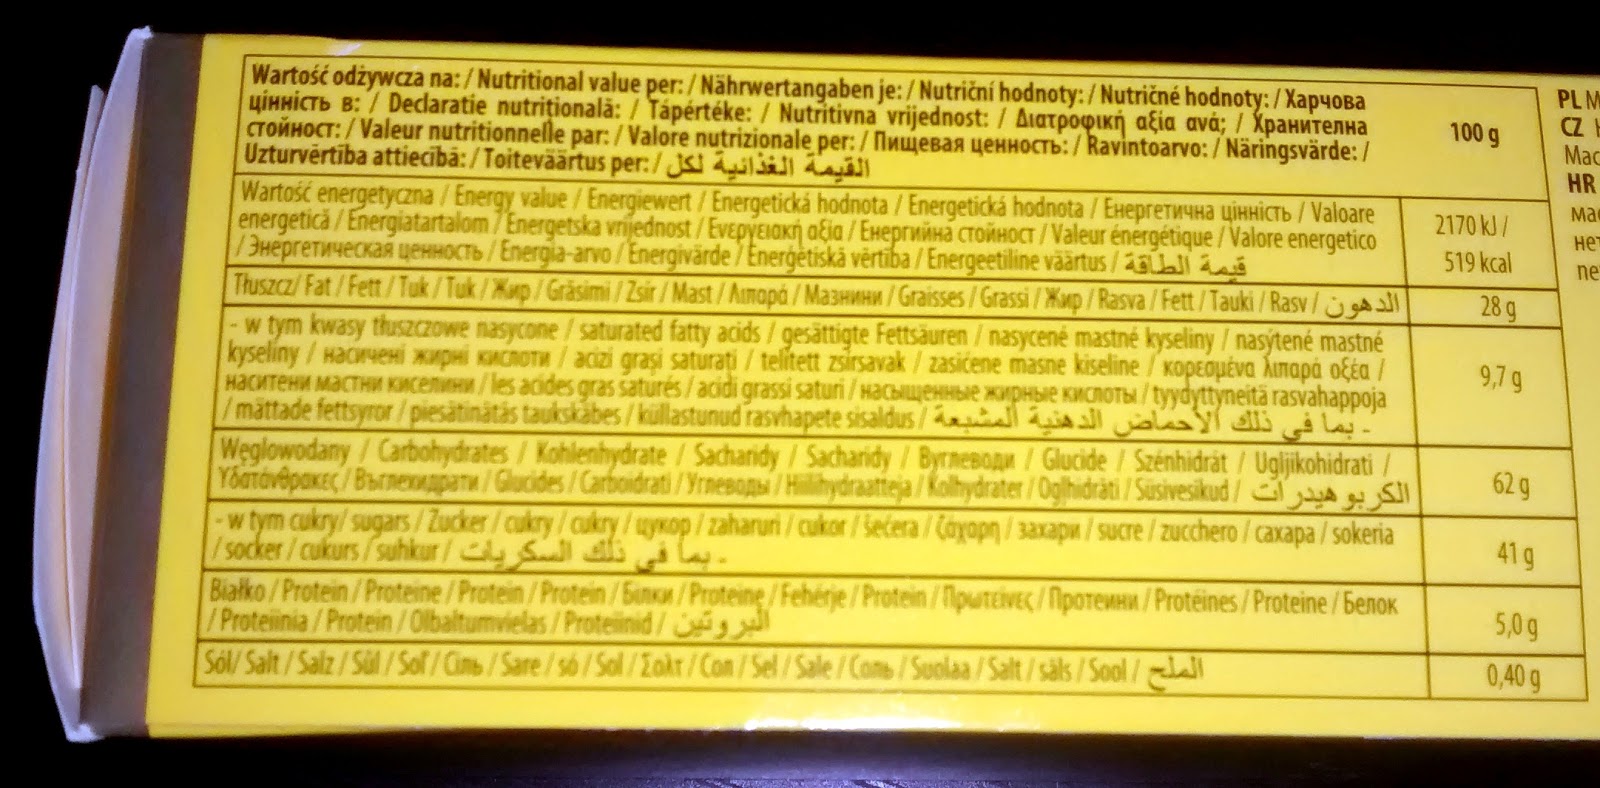 Wartość odżywcza na: / Nutritional value per: / Nährwertangaben je: / Nutriční hodnoty: / Nutričné hodnoty: / Харчова
цінність в: / Declaratie nutrițională: / Tápértéke: / Nutritivna vrijednost: / Διατροφική αξία ανά; / Хранителна
стойност: / Valeur nutritionnelle par: / Valore nutrizionale per: / Пищевая ценность: / Ravintoarvo: / Näringsvärde: /
Uzturvērtība attiecībā: / Toiteväärtus per: / القيمة الغذائية لكل
100 g
Wartość energetyczna / Energy value / Energiewert / Energetická hodnota / Energetická hodnota / Енергетична цінність / Valoare
energetică / Energiatartalom / Energetska vrijednost / Ενεργειακή αξία / Енергийна стойност / Valeur énergétique / Valore energetico
/ Энергетическая ценность / Energia-arvo / Energivärde / Enerģētiskā vērtība / Energeetiline väärtus / قيمة الطاقة
2170 kJ /
519 kcal
Tłuszcz/ Fat / Fett / Tuk / Tuk / Жир / Grăsimi / Zsír / Mast / Λιπαρά / Мазнини / Graisses / Grassi / Жир / Rasva / Fett / Tauki / Rasv / الدهون
28 g
- w tym kwasy tłuszczowe nasycone / saturated fatty acids / gesättigte Fettsäuren / nasycené mastné kyseliny / nasýtené mastné
kyseliny / насичені жирні кислоти / acizi grași saturați / telített zsírsavak / zasićene masne kiseline / κορεσμένα λιπαρά οξέα /
наситени мастни киселини / les acides gras saturés / acidi grassi saturi / насыщенные жирные кислоты / tyydyttyneitä rasvahappoja
/ mättade fettsyror / piesātinātās taukskābes / küllastunud rasvhapete sisaldus / بما في ذلك الأحماض الدهنية المشبعة -
9,7 g
Węglowodany / Carbohydrates / Kohlenhydrate / Sacharidy / Sacharidy / Вуглеводи / Glucide / Szénhidrát / Ugljikohidrati /
Υδατάνθρακες / Въглехидрати / Glucides / Carboidrati / Углеводы / Hiilihydraatteja / Kolhydrater / Ogļhidrāti / Süsivesikud / الكربوهيدرات
62 g
- w tym cukry/ sugars / Zucker / cukry / cukry / цукор / zaharuri / cukor / šećera / ζάχαρη / захари / sucre / zucchero / сахара / sokeria
/ socker / cukurs / suhkur / بما في ذلك السكريات -
41 g
Białko / Protein / Proteine / Protein / Protein / Білки / Proteine / Fehérje / Protein / Πρωτεΐνες / Протеини / Protéines / Proteine / Белок
/ Proteiinia / Protein / Olbaltumvielas / Proteiinid / البروتين
5,0 g
Sól/ Salt / Salz / Sůl / Soľ / Сіль / Sare / só / Sol / Σαλτ / Сол / Sel / Sale / Соль / Suolaa / Salt / sāls / Sool / الملح
0,40 g
PL
CZ
Mac
HR
нет